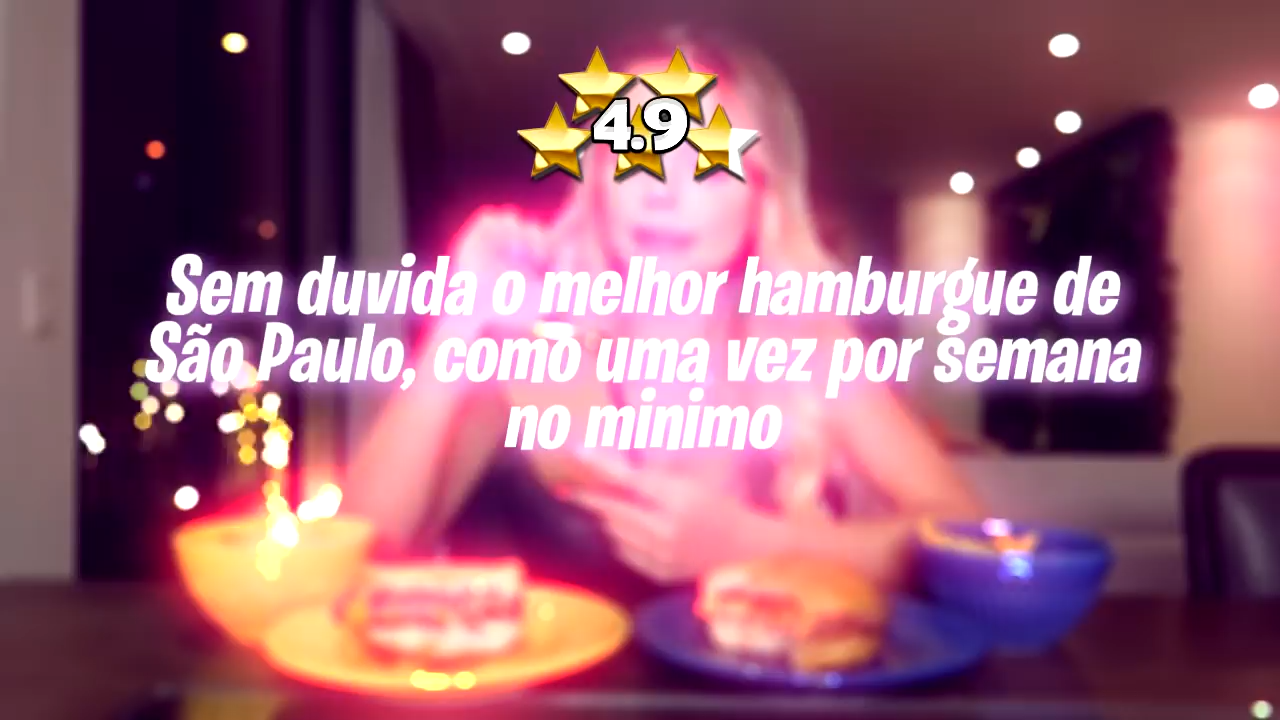 4.9
Sem duvida o melhor hamburgue de
São Paulo, como uma vez por semana
no minimo